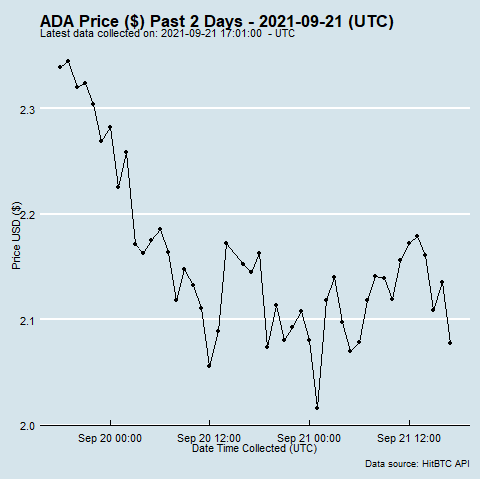 ADA Price ($) Past 2 Days - 2021-09-21 (UTC)
Latest data collected on: 2021-09-21 17:01:00 - UTC
Price USD ($)
2.3
2.2
2.1
2.0
Sep 20 00:00 Sep 20 12:00 Sep 21 00:00 Sep 21 12:00
Date Time Collected (UTC)
Data source: HitBTC API